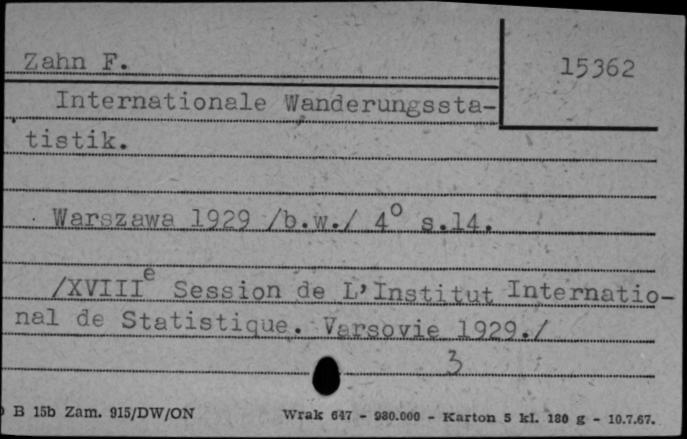 Zahn F.
15362
Internationale Wanderungssta-
tistik.
Warszawa 1929 /b.w./ 4° s.14.
/XVIIIe Session de L'Institut Internatio-
nal de Statistique. Varsovie 1929./
3
B 15b Zam. 915/DW/ON Wrak 647 - 980.000 - Karton 5 kl. 180 g - 10.7.67.